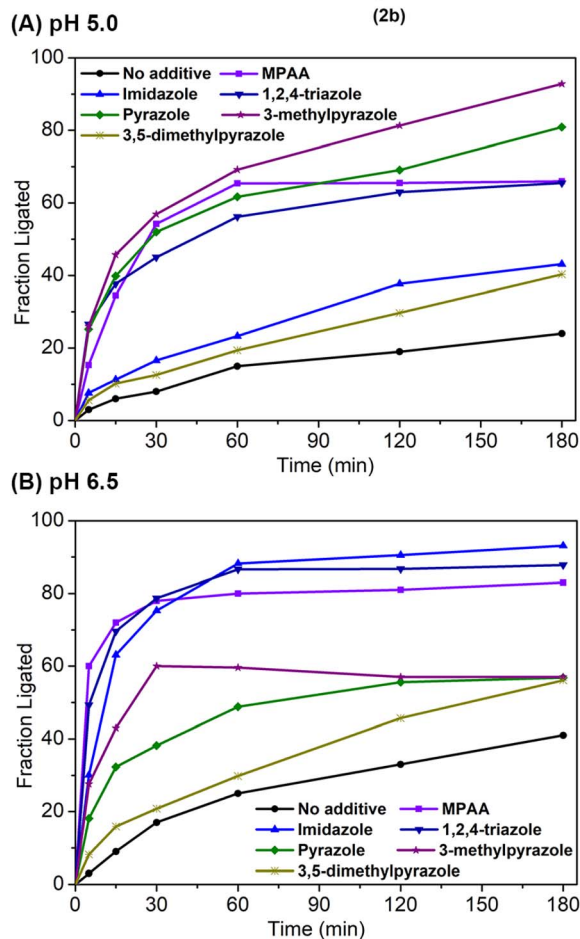 (2b)
(A) pH 5.0
100
80
60
40
20
0
Fraction Ligated
No additive MPAA
Imidazole 1,2,4-triazole
Pyrazole 3-methylpyrazole
3,5-dimethylpyrazole
0 30 60 90 120 150 180
Time (min)
(B) pH 6.5
100
80
60
40
20
0
Fraction Ligated
No additive MPAA
Imidazole 1,2,4-triazole
Pyrazole 3-methylpyrazole
3,5-dimethylpyrazole
0 30 60 90 120 150 180
Time (min)